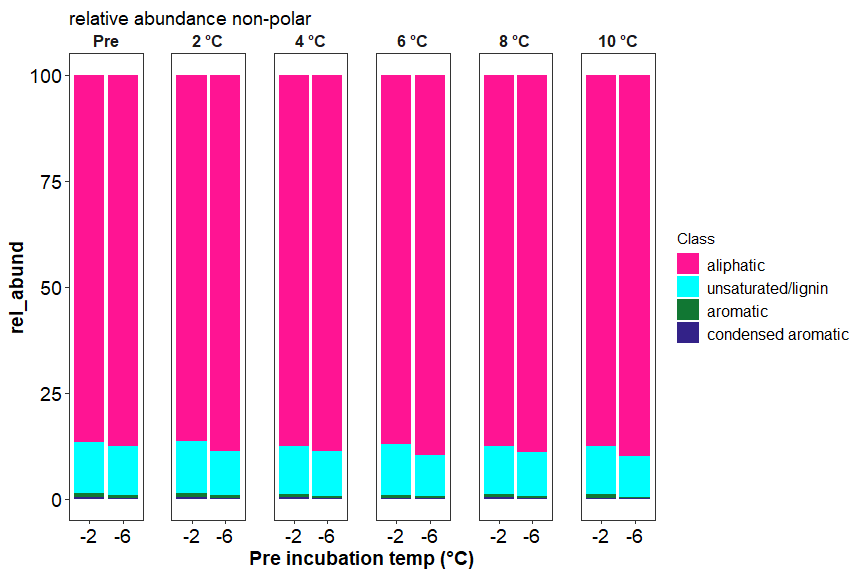 relative abundance non-polar
Pre 2 °C 4 °C 6 °C 8 °C 10 °C
100
75
50
25
0
rel_abund
-2 -6 -2 -6 -2 -6 -2 -6 -2 -6 -2 -6
Pre incubation temp (°C)
Class
aliphatic
unsaturated/lignin
aromatic
condensed aromatic